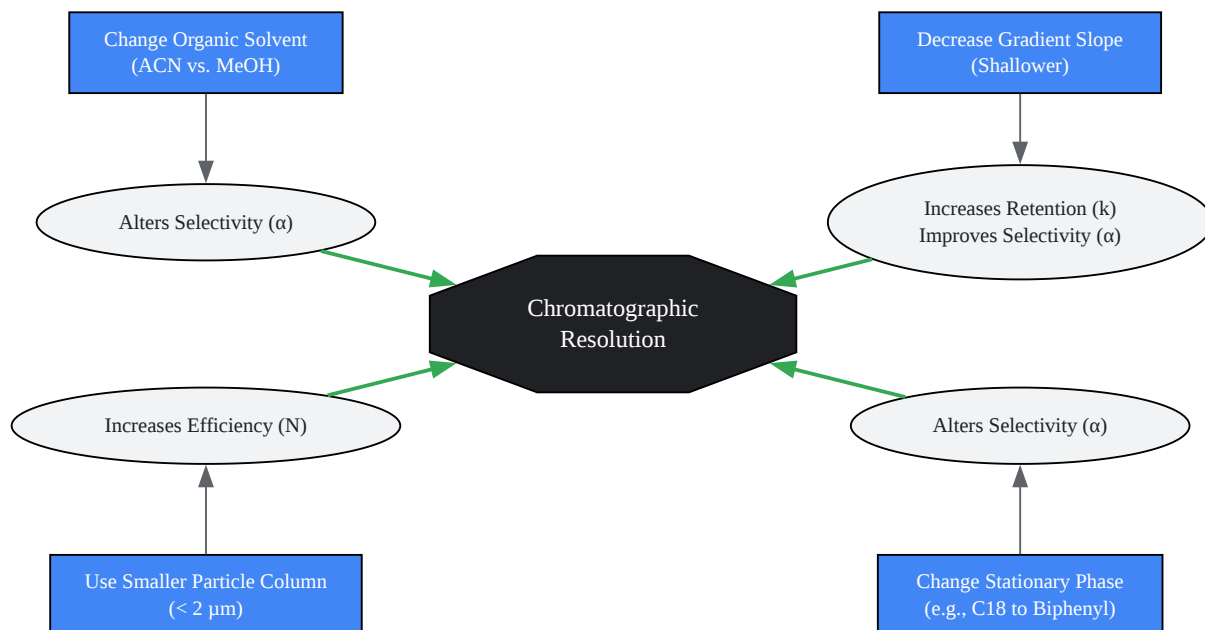 Change Organic Solvent
(ACN vs. MeOH)
Decrease Gradient Slope
(Shallower)
Alters Selectivity (α)
Increases Retention (k)
Improves Selectivity (α)
Chromatographic
Resolution
Increases Efficiency (N)
Alters Selectivity (α)
Use Smaller Particle Column
(< 2 µm)
Change Stationary Phase
(e.g., C18 to Biphenyl)